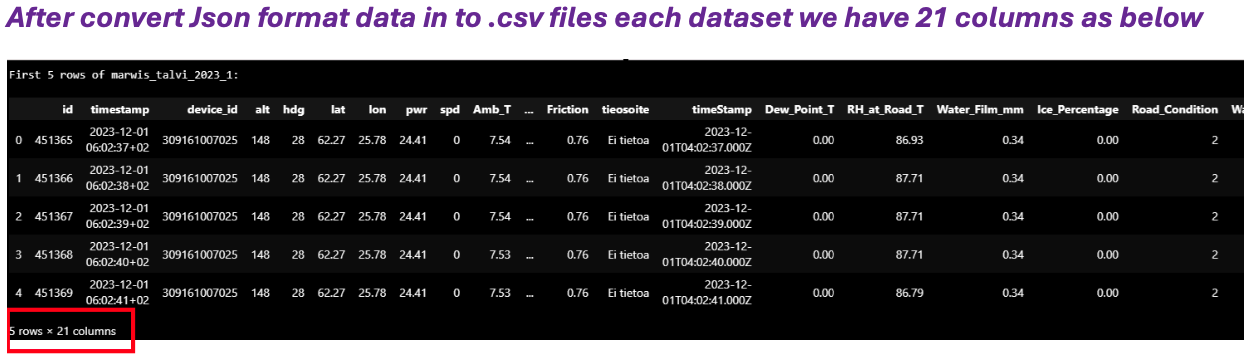 After convert Json format data in to .csv files each dataset we have 21 columns as below
First 5 rows of marwis_talvi_2023_1:
id timestamp device_id alt hdg lat lon pwr spd Amb_T ... Friction tieosoite timeStamp Dew_Point_T RH_at_Road_T Water_Film_mm Ice_Percentage Road_Condition Wa
0 451365 2023-12-01 06:02:37+02 309161007025 148 28 62.27 25.78 24.41 0 7.54 ... 0.76 Ei tietoa 2023-12-01T04:02:37.000Z 0.00 86.93 0.34 0.00 2
1 451366 2023-12-01 06:02:38+02 309161007025 148 28 62.27 25.78 24.41 0 7.54 ... 0.76 Ei tietoa 2023-12-01T04:02:38.000Z 0.00 87.71 0.34 0.00 2
2 451367 2023-12-01 06:02:39+02 309161007025 148 28 62.27 25.78 24.41 0 7.54 ... 0.76 Ei tietoa 2023-12-01T04:02:39.000Z 0.00 87.71 0.34 0.00 2
3 451368 2023-12-01 06:02:40+02 309161007025 148 28 62.27 25.78 24.41 0 7.53 ... 0.76 Ei tietoa 2023-12-01T04:02:40.000Z 0.00 87.71 0.34 0.00 2
4 451369 2023-12-01 06:02:41+02 309161007025 148 28 62.27 25.78 24.41 0 7.53 ... 0.76 Ei tietoa 2023-12-01T04:02:41.000Z 0.00 86.79 0.34 0.00 2
5 rows × 21 columns